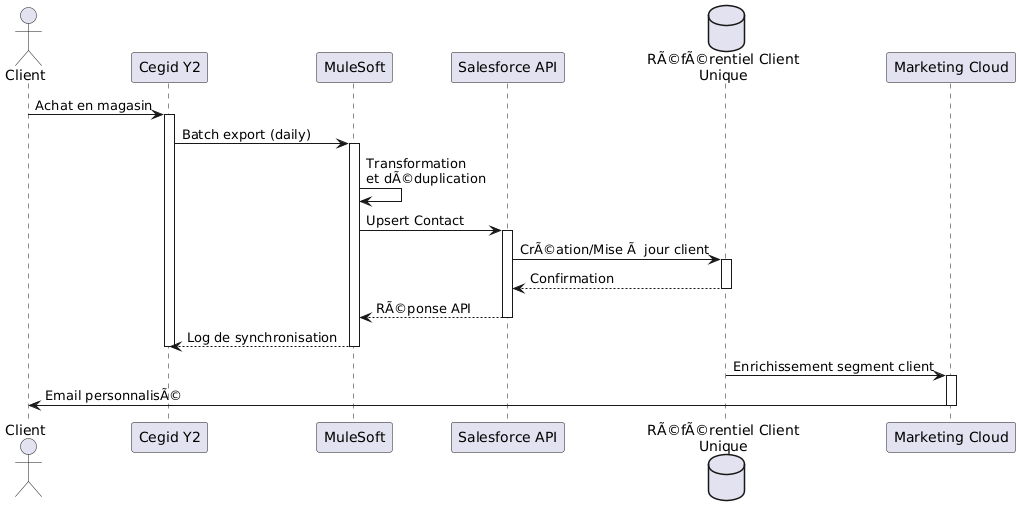 Client
Cegid Y2
MuleSoft
Salesforce API
RÃ©fÃ©rentiel Client
Unique
Marketing Cloud
Achat en magasin
Batch export (daily)
Transformation
et dÃ©duplication
Upsert Contact
CrÃ©ation/Mise Ã  jour client
Confirmation
RÃ©ponse API
Log de synchronisation
Enrichissement segment client
Email personnalisÃ©
Client
Cegid Y2
MuleSoft
Salesforce API
RÃ©fÃ©rentiel Client
Unique
Marketing Cloud